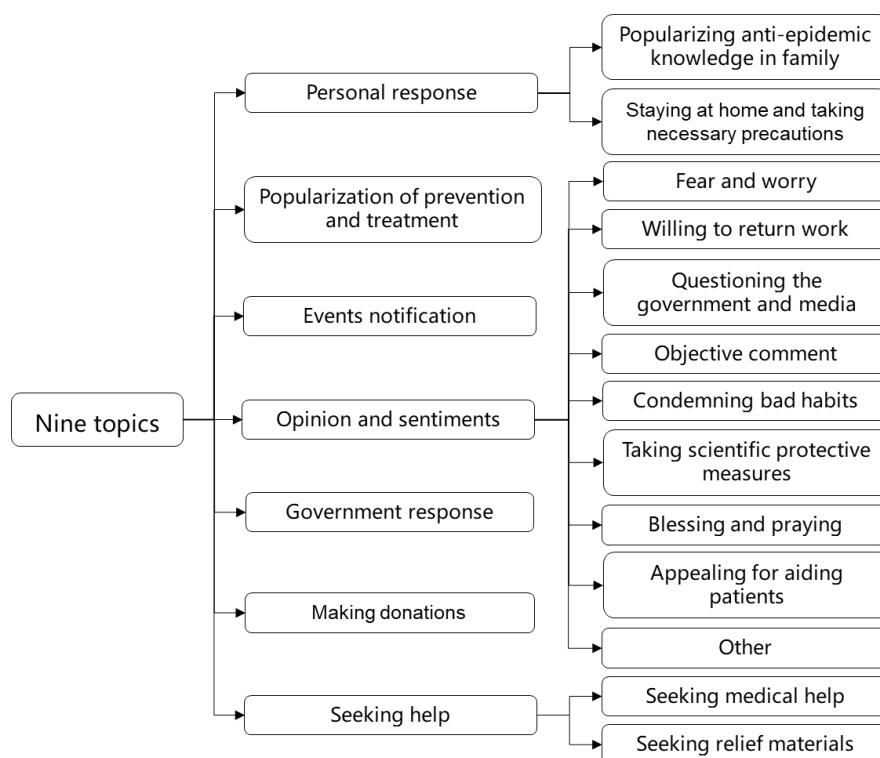 Nine topics
Personal response
Popularization of prevention
and treatment
Events notification
Opinion and sentiments
Government response
Making donations
Seeking help
Popularizing anti-epidemic
knowledge in family
Staying at home and taking
necessary precautions
Fear and worry
Willing to return work
Questioning the
government and media
Objective comment
Condemning bad habits
Taking scientific protective
measures
Blessing and praying
Appealing for aiding
patients
Other
Seeking medical help
Seeking relief materials